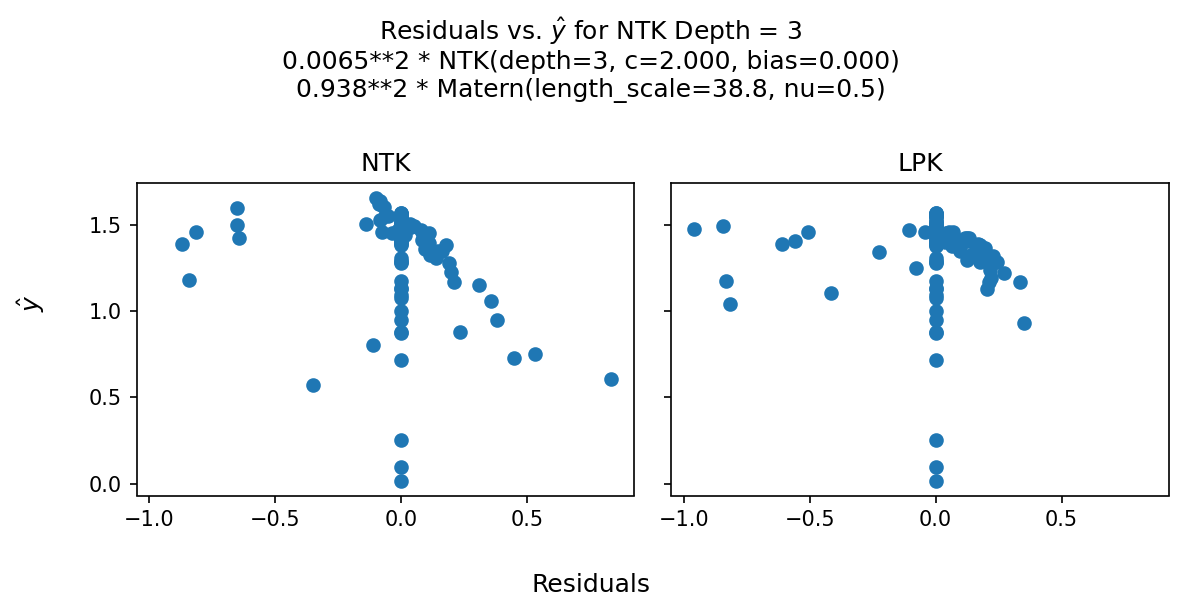 Residuals vs. ŷ for NTK Depth = 3
0.0065**2 * NTK(depth=3, c=2.000, bias=0.000)
0.938**2 * Matern(length_scale=38.8, nu=0.5)
NTK
LPK
1.5
1.0
0.5
0.0
ŷ
−1.0 −0.5 0.0 0.5
−1.0 −0.5 0.0 0.5
Residuals